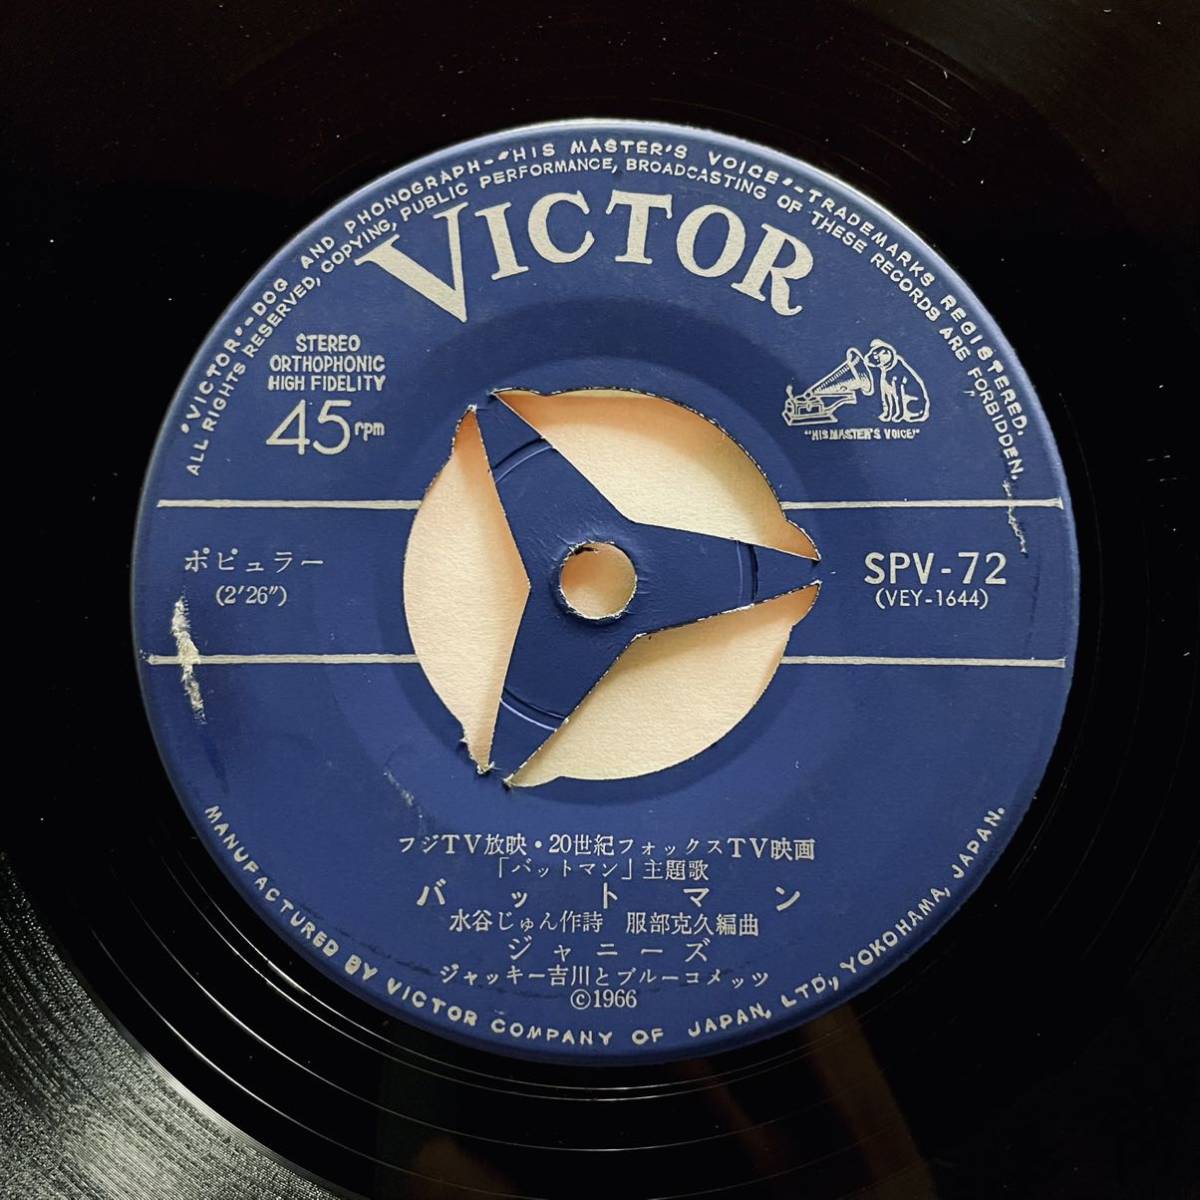 "VICTOR"-DOG AND PHONOGRAPH-"HIS MASTER'S VOICE"-TRADEMARKS REGISTERED.
ALL RIGHTS RESERVED, COPYING, PUBLIC PERFORMANCE, BROADCASTING OF THESE RECORDS ARE FORBIDDEN.
VICTOR
STEREO
ORTHOPHONIC
HIGH FIDELITY
45 rpm
"HIS MASTER'S VOICE"
ポピュラー
(2'26")
SPV-72
(VEY-1644)
フジTV放映・20世紀フォックスTV映画
「バットマン」主題歌
バットマン
水谷じゅん作詩 服部克久編曲
ジャニーズ
ジャッキー吉川とブルーコメッツ
©1966
MANUFACTURED BY VICTOR COMPANY OF JAPAN, LTD., YOKOHAMA, JAPAN.